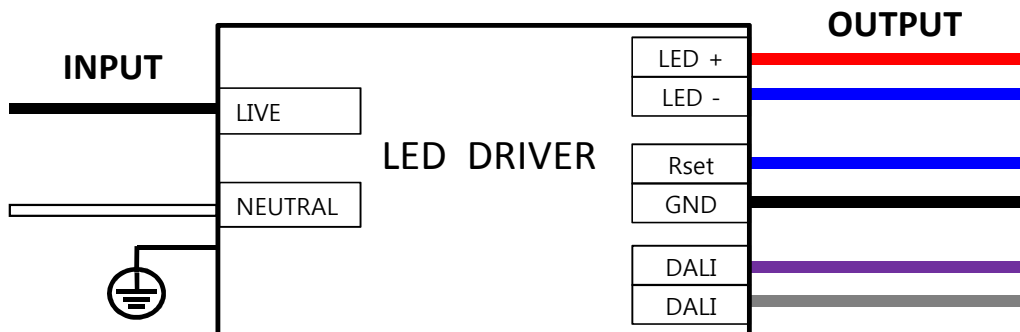 OUTPUT
INPUT
LED +
LED -
LIVE
LED DRIVER
Rset
NEUTRAL
GND
DALI
DALI